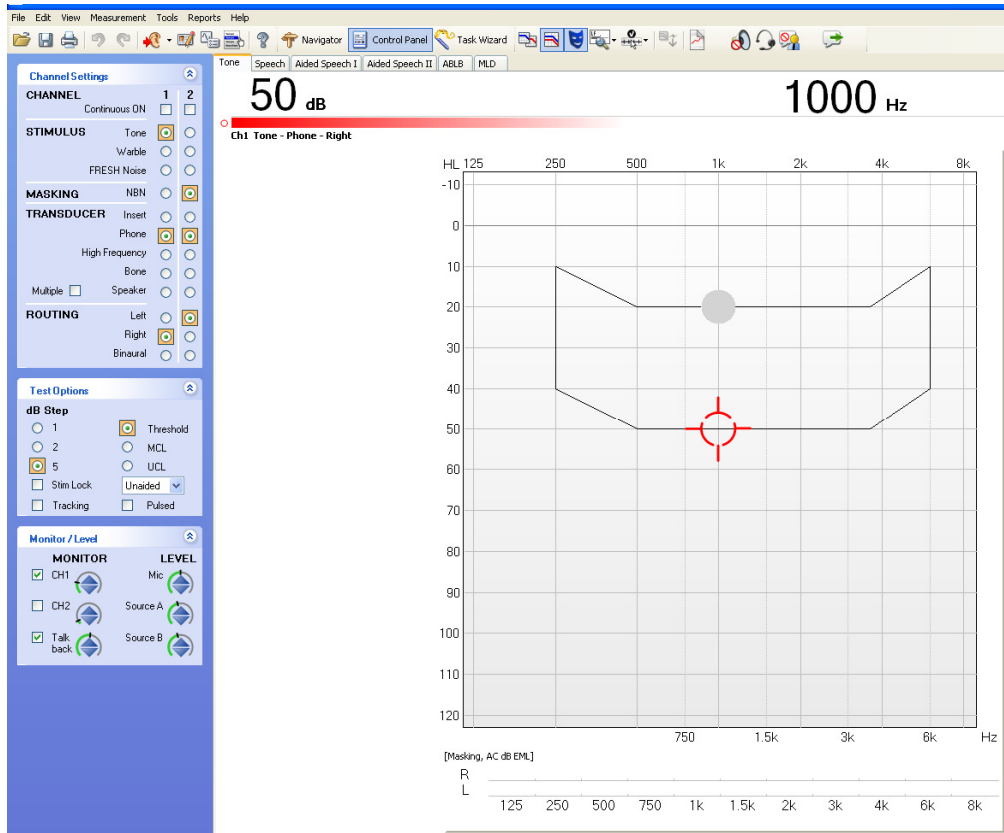 File Edit View Measurement Tools Reports Help
Navigator Control Panel Task Wizard
Tone Speech Aided Speech I Aided Speech II ABLB MLD
50 dB 1000 Hz
Ch1 Tone - Phone - Right
Channel Settings
CHANNEL 1 2
Continuous ON
STIMULUS Tone
Warble
FRESH Noise
MASKING NBN
TRANSDUCER Insert
Phone
High Frequency
Bone
Multiple Speaker
ROUTING Left
Right
Binaural
Test Options
dB Step
1 Threshold
2 MCL
5 UCL
Stim Lock Unaided
Tracking Pulsed
Monitor / Level
MONITOR LEVEL
CH1 Mic
CH2 Source A
Talk back Source B
HL 125 250 500 1k 2k 4k 8k
-10
0
10
20
30
40
50
60
70
80
90
100
110
120
750 1.5k 3k 6k Hz
[Masking, AC dB EML]
R
L
125 250 500 750 1k 1.5k 2k 3k 4k 6k 8k